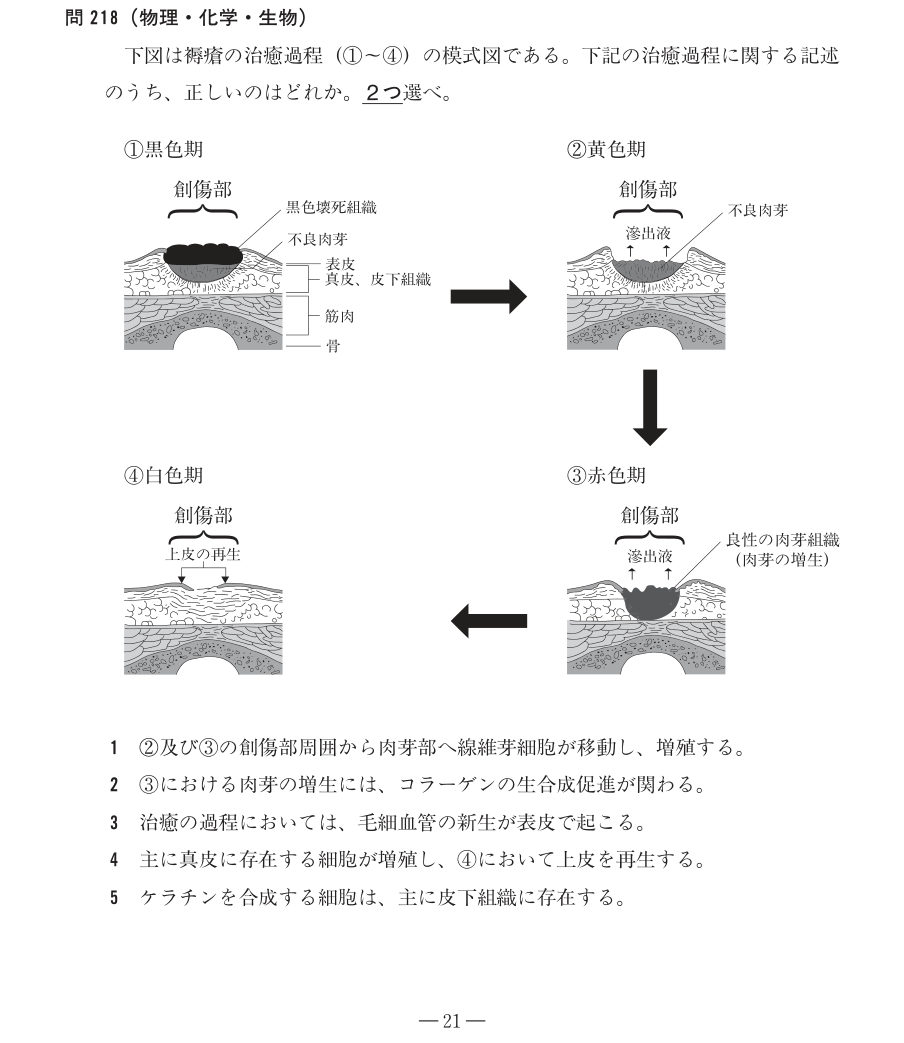 問 218（物理・化学・生物）
下図は褥瘡の治癒過程（①～④）の模式図である。下記の治癒過程に関する記述
のうち、正しいのはどれか。２つ選べ。
①黒色期
創傷部
黒色壊死組織
不良肉芽
表皮
真皮、皮下組織
筋肉
骨
②黄色期
創傷部
滲出液
不良肉芽
④白色期
創傷部
上皮の再生
③赤色期
創傷部
滲出液
良性の肉芽組織
（肉芽の増生）
1 ②及び③の創傷部周囲から肉芽部へ線維芽細胞が移動し、増殖する。
2 ③における肉芽の増生には、コラーゲンの生合成促進が関わる。
3 治癒の過程においては、毛細血管の新生が表皮で起こる。
4 主に真皮に存在する細胞が増殖し、④において上皮を再生する。
5 ケラチンを合成する細胞は、主に皮下組織に存在する。
― 21 ―